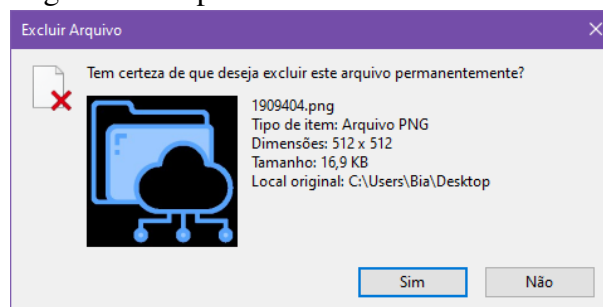 Excluir Arquivo
Tem certeza de que deseja excluir este arquivo permanentemente?
1909404.png
Tipo de item: Arquivo PNG
Dimensões: 512 x 512
Tamanho: 16,9 KB
Local original: C:\Users\Bia\Desktop
Sim
Não